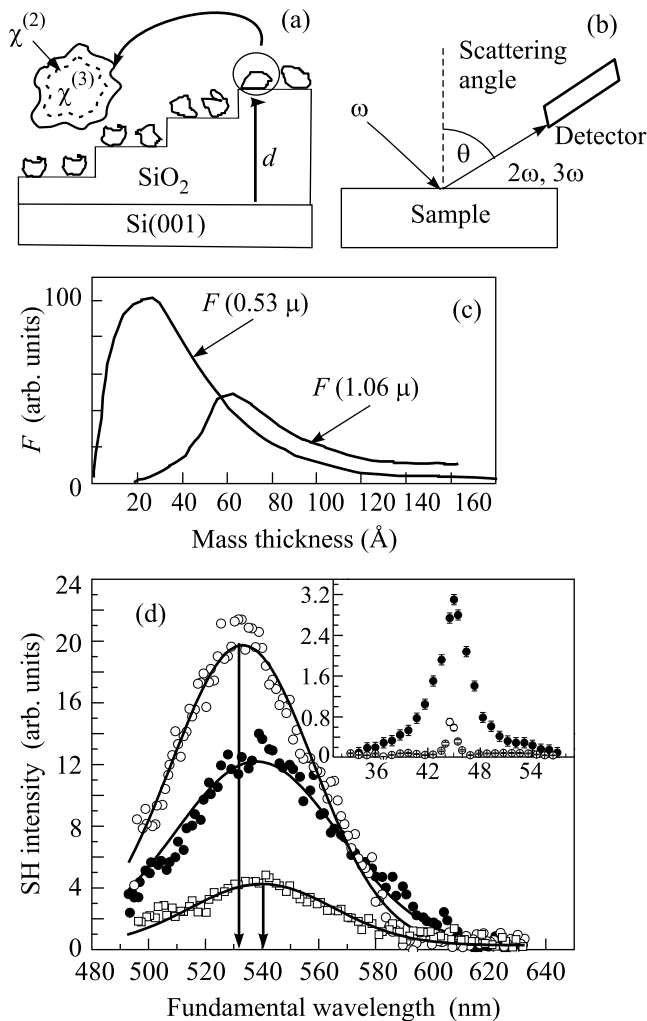 (a)
χ(2)
χ(3)
d
SiO2
Si(001)
(b)
Scattering
angle
ω
θ
Detector
2ω, 3ω
Sample
(c)
100
F (0.53 μ)
F (1.06 μ)
F (arb. units)
0
20 40 60 80 100 120 140 160
Mass thickness (Å)
(d)
24
20
16
12
8
4
0
SH intensity (arb. units)
3.2
2.4
1.6
0.8
0
36 42 48 54
480 500 520 540 560 580 600 620 640
Fundamental wavelength (nm)